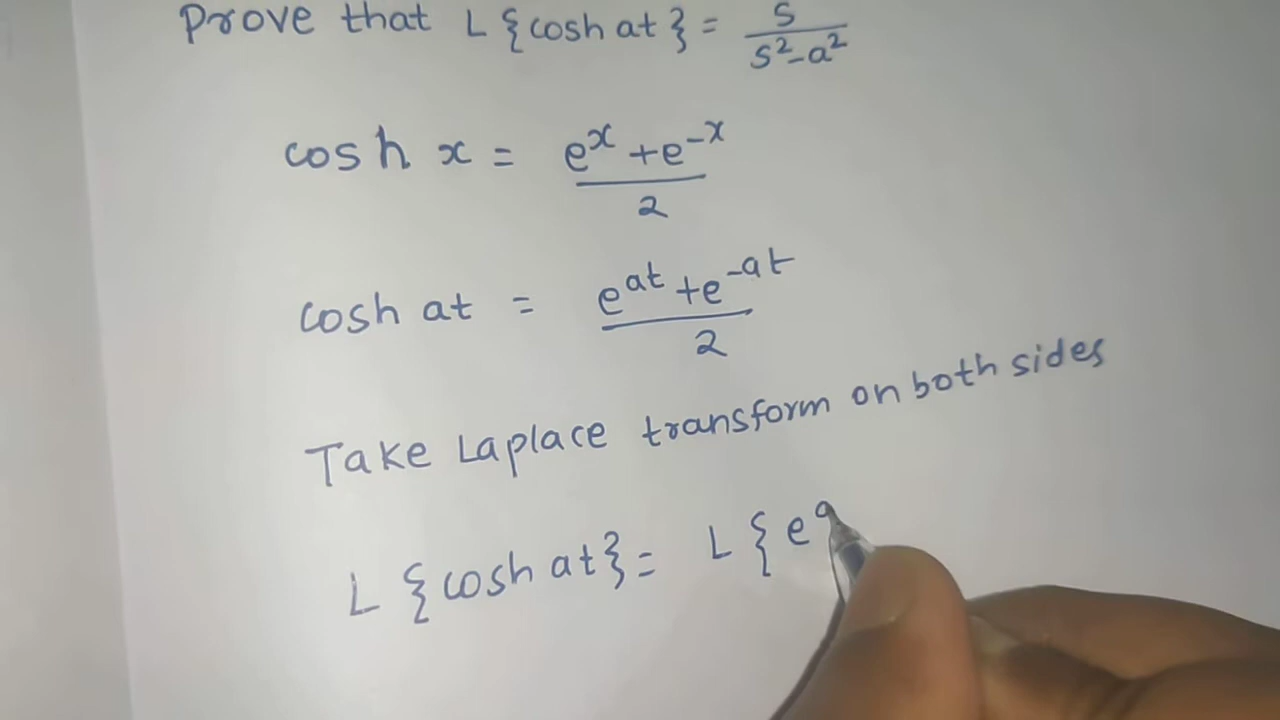 Prove that L{cosh at} = s/(s²-a²)
cosh x = (eˣ + e⁻ˣ)/2
cosh at = (e^(at) + e^(-at))/2
Take Laplace transform on both sides
L{cosh at} = L{e^a